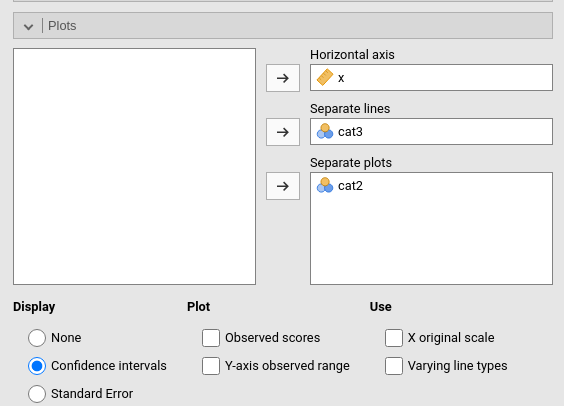 Plots
Horizontal axis
x
Separate lines
cat3
Separate plots
cat2
Display
Plot
Use
None
Observed scores
X original scale
Confidence intervals
Y-axis observed range
Varying line types
Standard Error